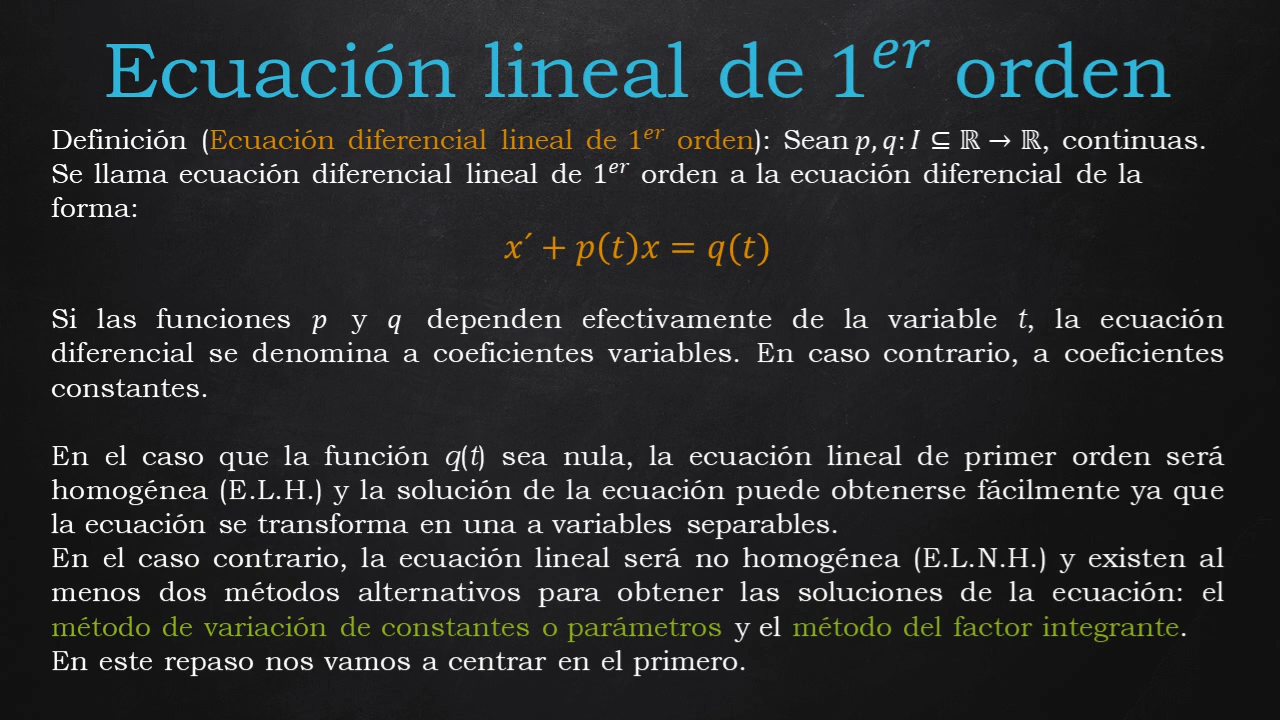 Ecuación lineal de 1^er orden
Definición (Ecuación diferencial lineal de 1^er orden): Sean p, q: I ⊆ ℝ → ℝ, continuas.
Se llama ecuación diferencial lineal de 1^er orden a la ecuación diferencial de la
forma:
x´ + p(t)x = q(t)
Si las funciones p y q dependen efectivamente de la variable t, la ecuación
diferencial se denomina a coeficientes variables. En caso contrario, a coeficientes
constantes.
En el caso que la función q(t) sea nula, la ecuación lineal de primer orden será
homogénea (E.L.H.) y la solución de la ecuación puede obtenerse fácilmente ya que
la ecuación se transforma en una a variables separables.
En el caso contrario, la ecuación lineal será no homogénea (E.L.N.H.) y existen al
menos dos métodos alternativos para obtener las soluciones de la ecuación: el
método de variación de constantes o parámetros y el método del factor integrante.
En este repaso nos vamos a centrar en el primero.